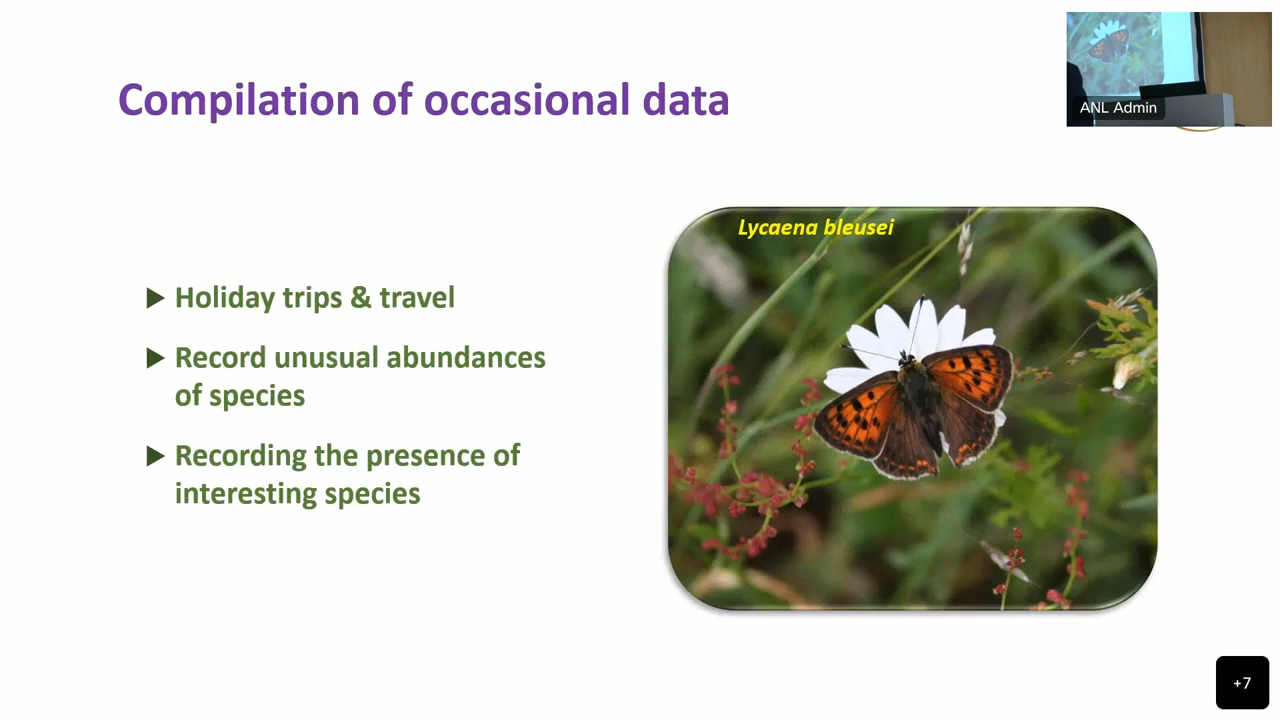 Compilation of occasional data
ANL Admin
Lycaena bleusei
▶ Holiday trips & travel
▶ Record unusual abundances
of species
▶ Recording the presence of
interesting species
+7